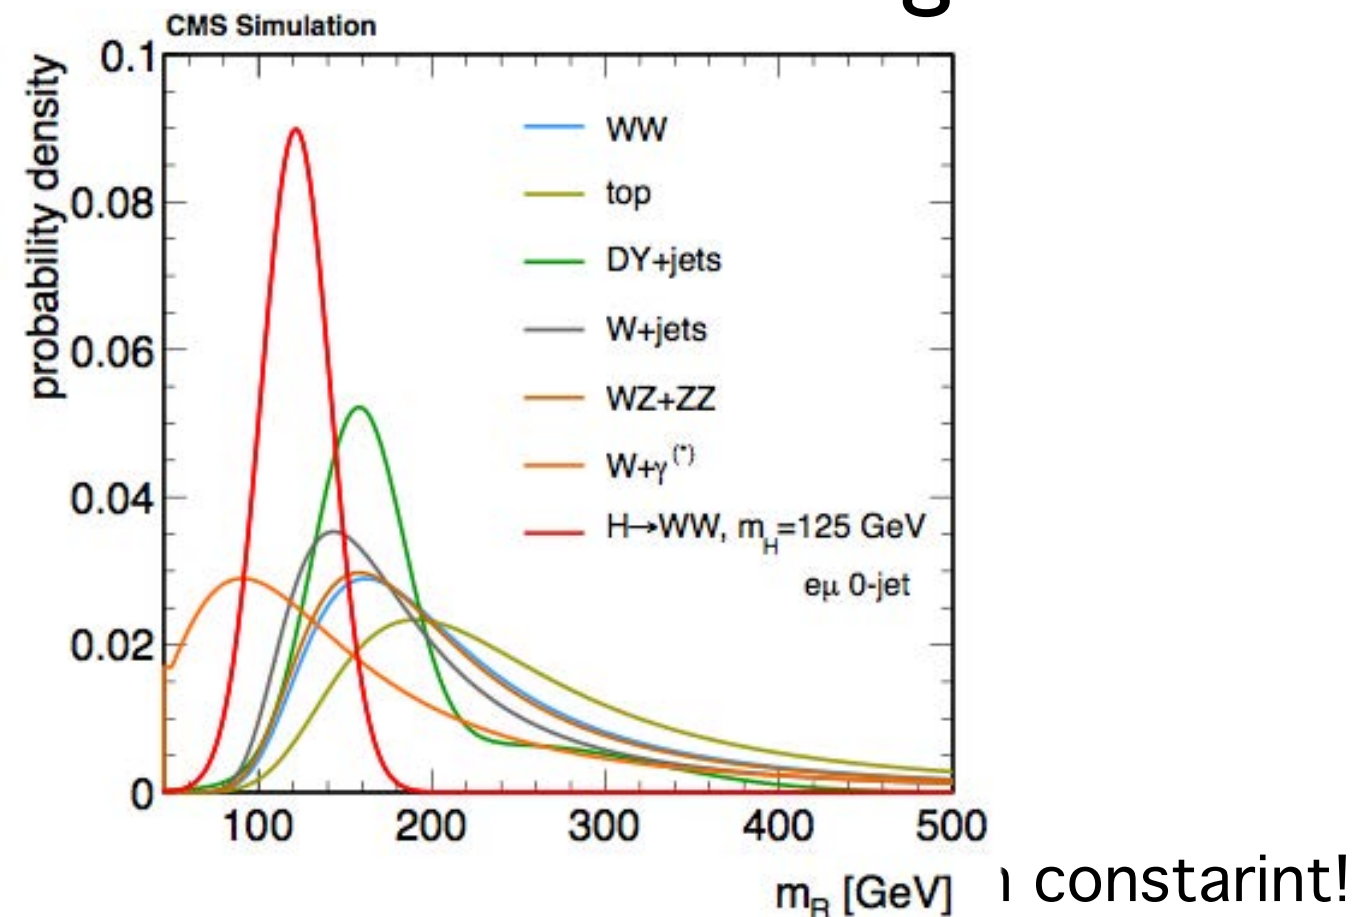 g
CMS Simulation
probability density
0.1
0.08
0.06
0.04
0.02
0
WW
top
DY+jets
W+jets
WZ+ZZ
W+γ(*)
H→WW, mH=125 GeV
eμ 0-jet
100 200 300 400 500
mR [GeV]
constarint!